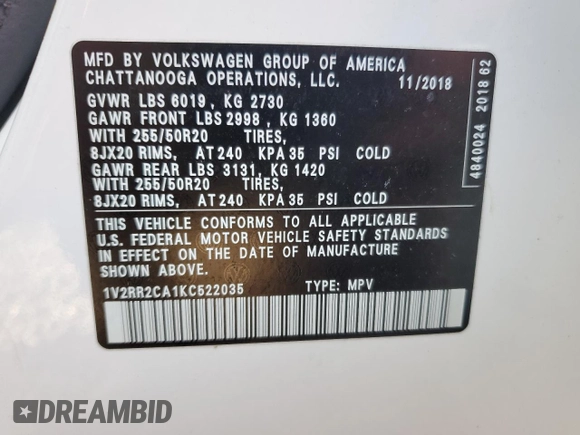 MFD BY VOLKSWAGEN GROUP OF AMERICA
CHATTANOOGA OPERATIONS, LLC. 11/2018
GVWR LBS 6019, KG 2730
GAWR FRONT LBS 2998, KG 1360
WITH 255/50R20 TIRES,
8JX20 RIMS, AT 240 KPA 35 PSI COLD
GAWR REAR LBS 3131, KG 1420
WITH 255/50R20 TIRES,
8JX20 RIMS, AT 240 KPA 35 PSI COLD
THIS VEHICLE CONFORMS TO ALL APPLICABLE
U.S. FEDERAL MOTOR VEHICLE SAFETY STANDARDS
IN EFFECT ON THE DATE OF MANUFACTURE
SHOWN ABOVE.
1V2RR2CA1KC522035 TYPE: MPV
4840024 2018 62
DREAMBID